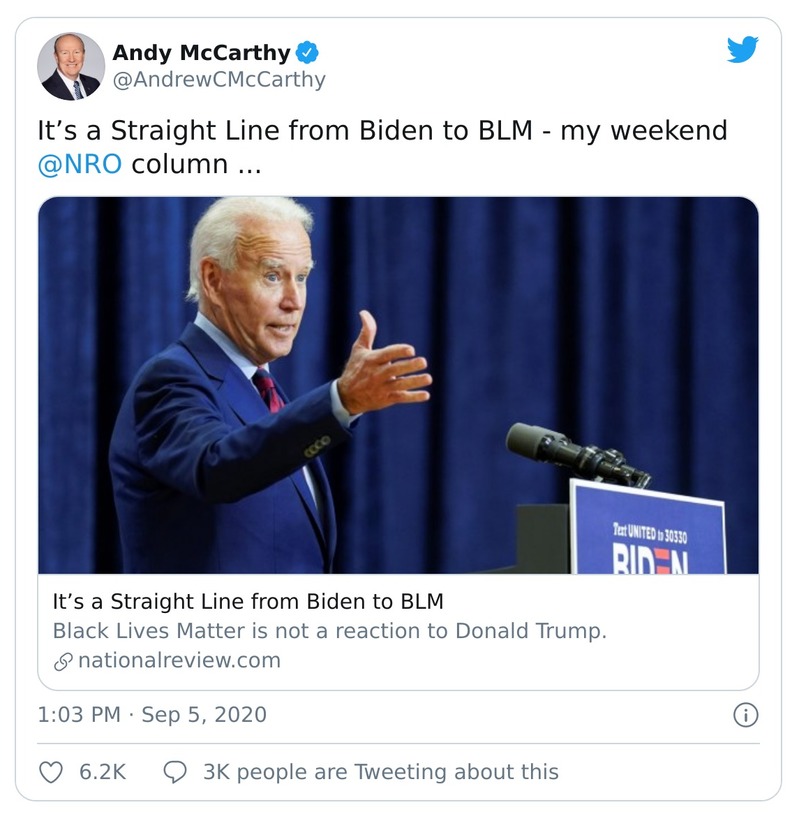 Andy McCarthy
@AndrewCMcCarthy
It’s a Straight Line from Biden to BLM - my weekend
@NRO column ...
Text UNITED to 30330
BIDEN
It’s a Straight Line from Biden to BLM
Black Lives Matter is not a reaction to Donald Trump.
nationalreview.com
1:03 PM · Sep 5, 2020
6.2K 3K people are Tweeting about this